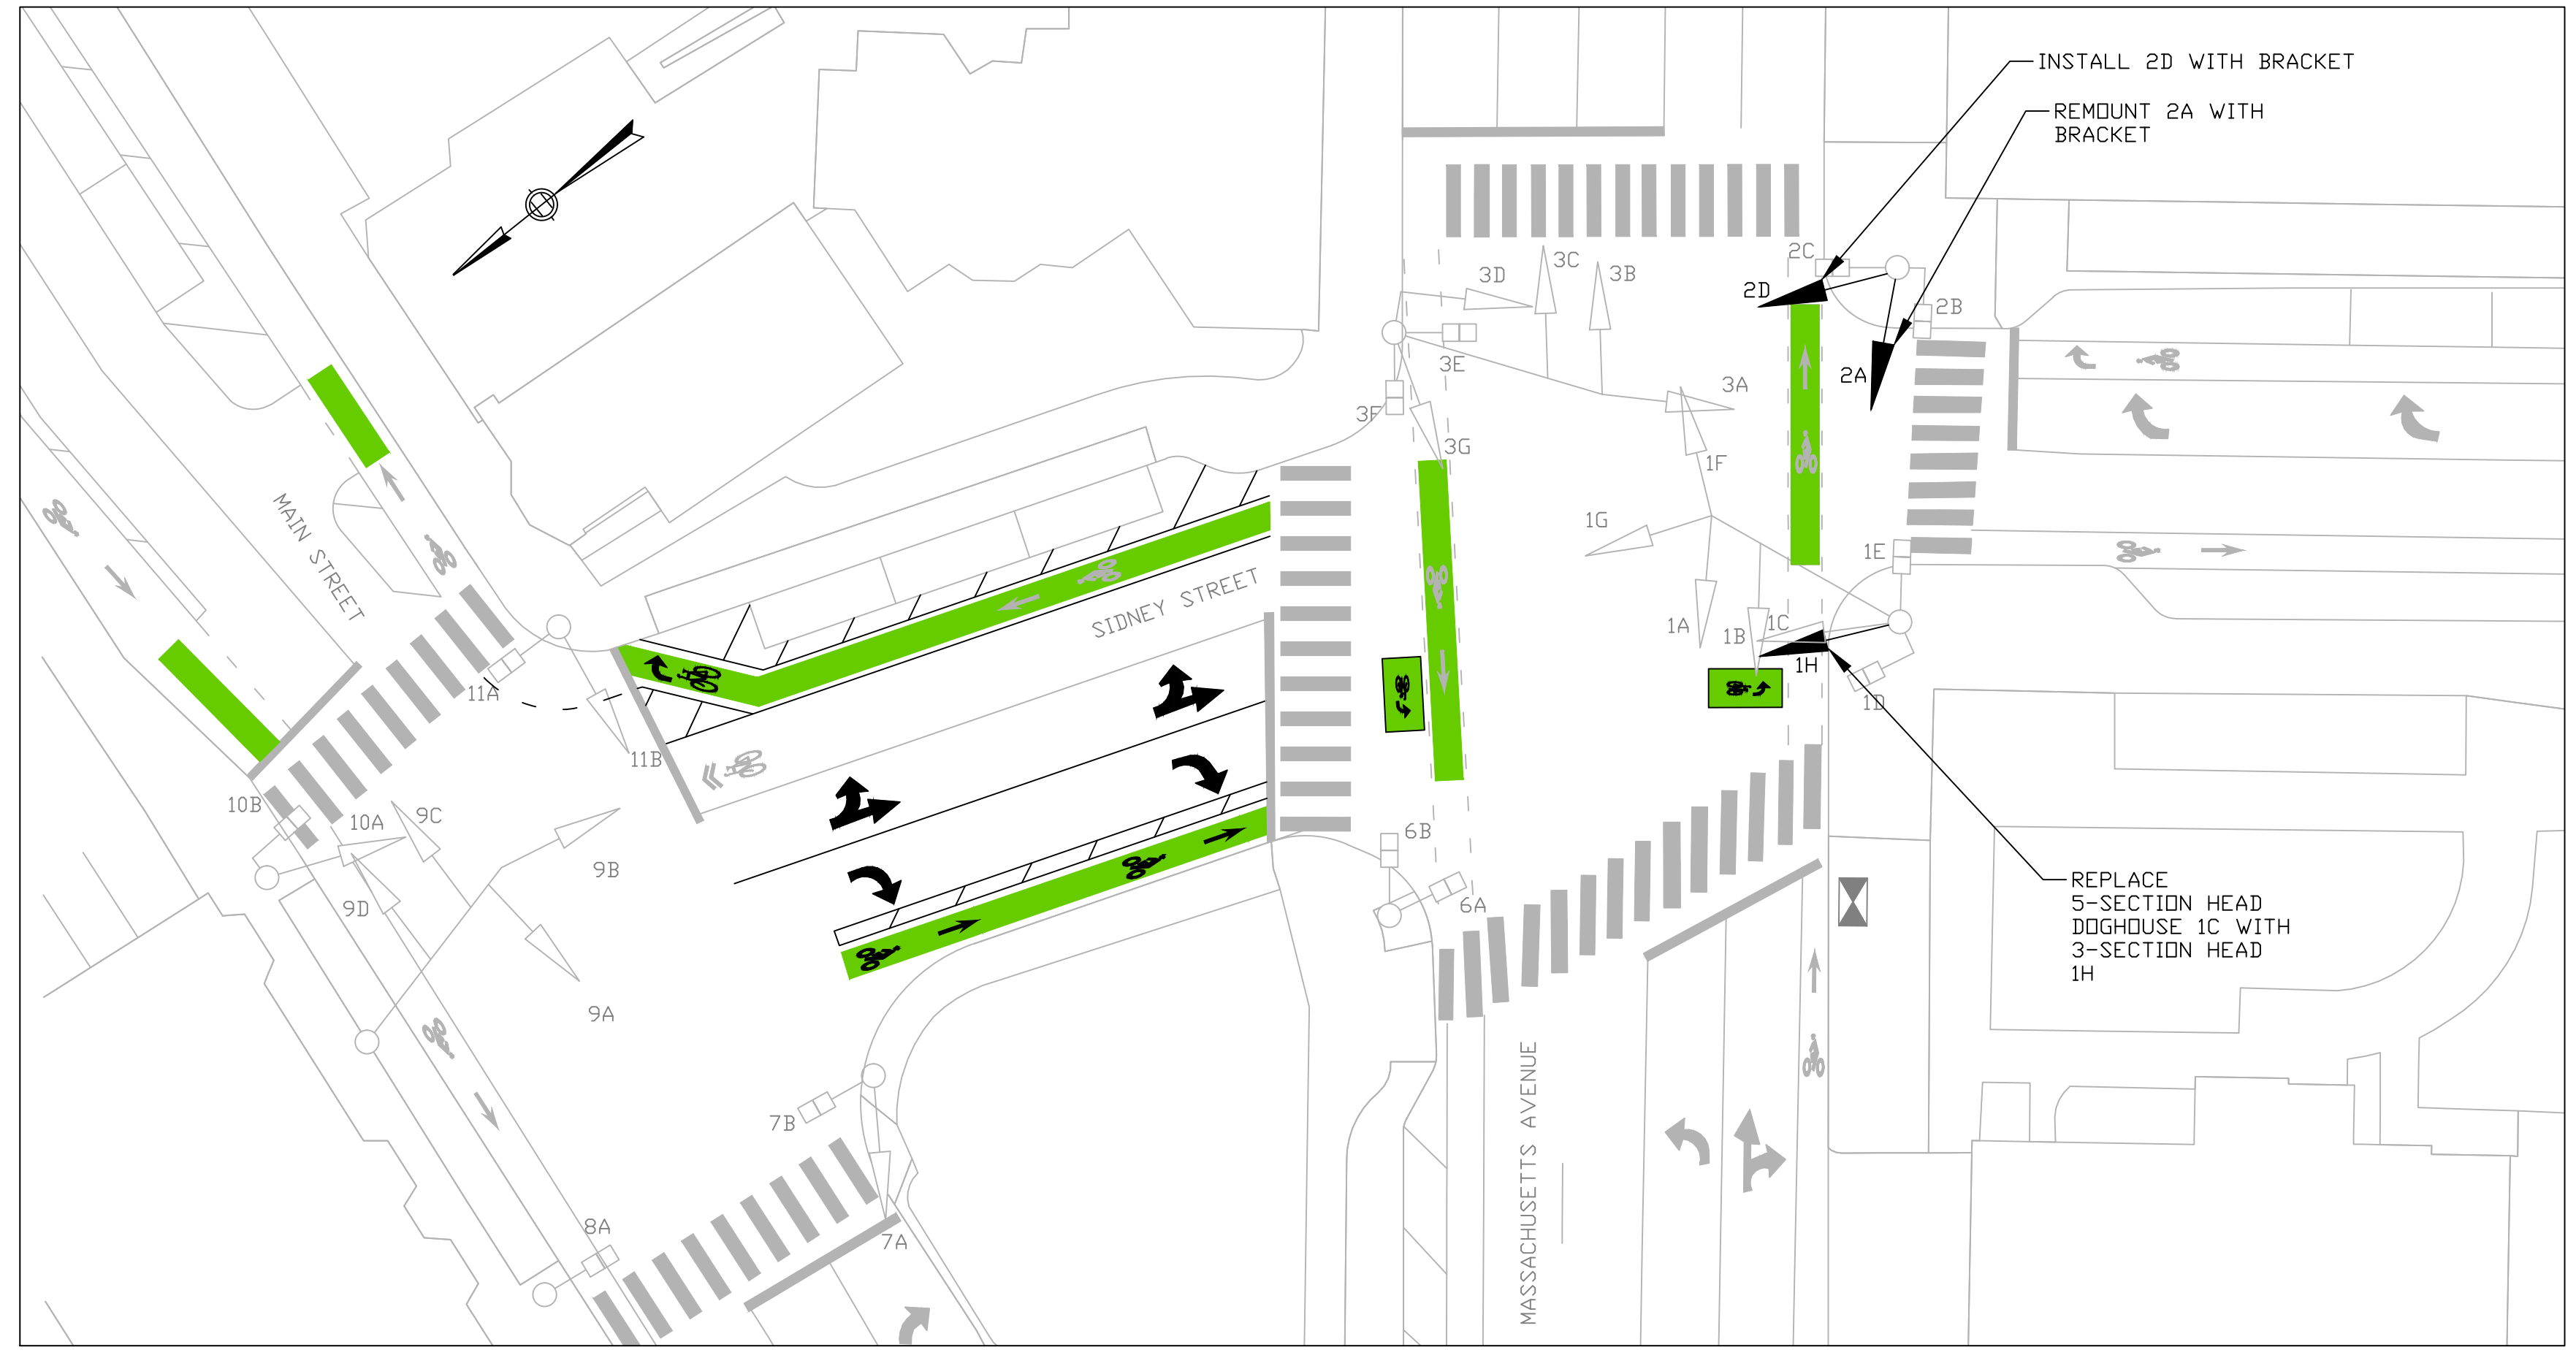 INSTALL 2D WITH BRACKET
REMOUNT 2A WITH
BRACKET
2C
3D
3C
3B
2D
2B
3E
3A
2A
3F
3G
1F
MAIN STREET
1G
1E
SIDNEY STREET
1A
1B
1C
1H
11A
1D
11B
10B
10A
9C
6B
9B
REPLACE
5-SECTION HEAD
DOGHOUSE 1C WITH
3-SECTION HEAD
1H
9D
6A
9A
MASSACHUSETTS AVENUE
7B
8A
7A